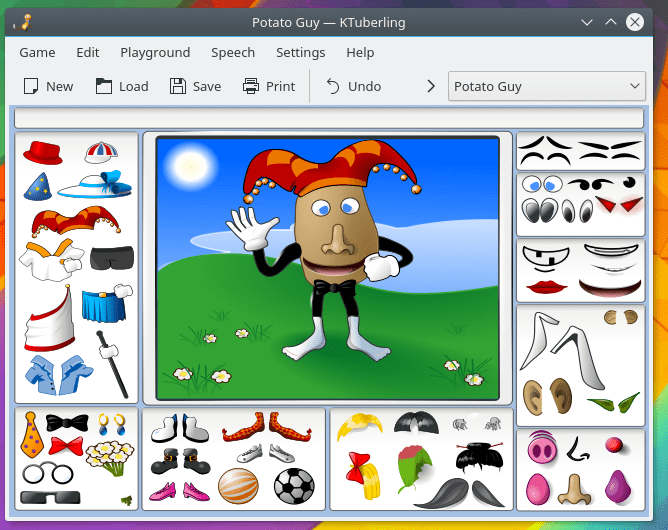 Potato Guy — KTuberling
Game Edit Playground Speech Settings Help
New Load Save Print Undo Potato Guy